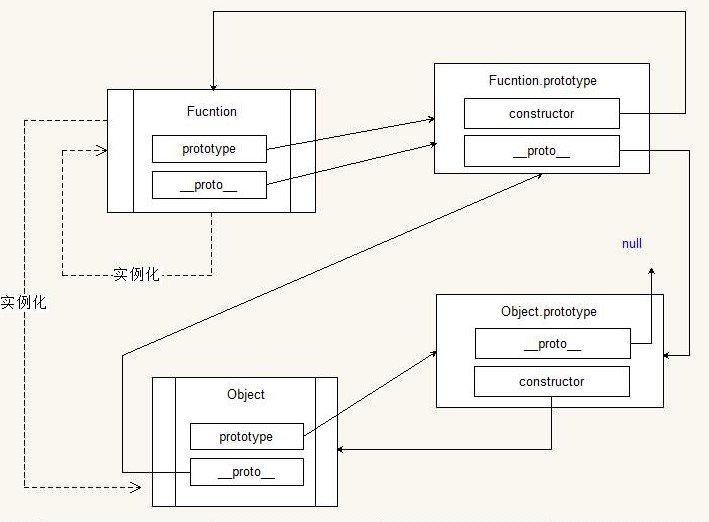 Fucntion
prototype
__proto__
Fucntion.prototype
constructor
__proto__
实例化
实例化
null
Object.prototype
__proto__
constructor
Object
prototype
__proto__